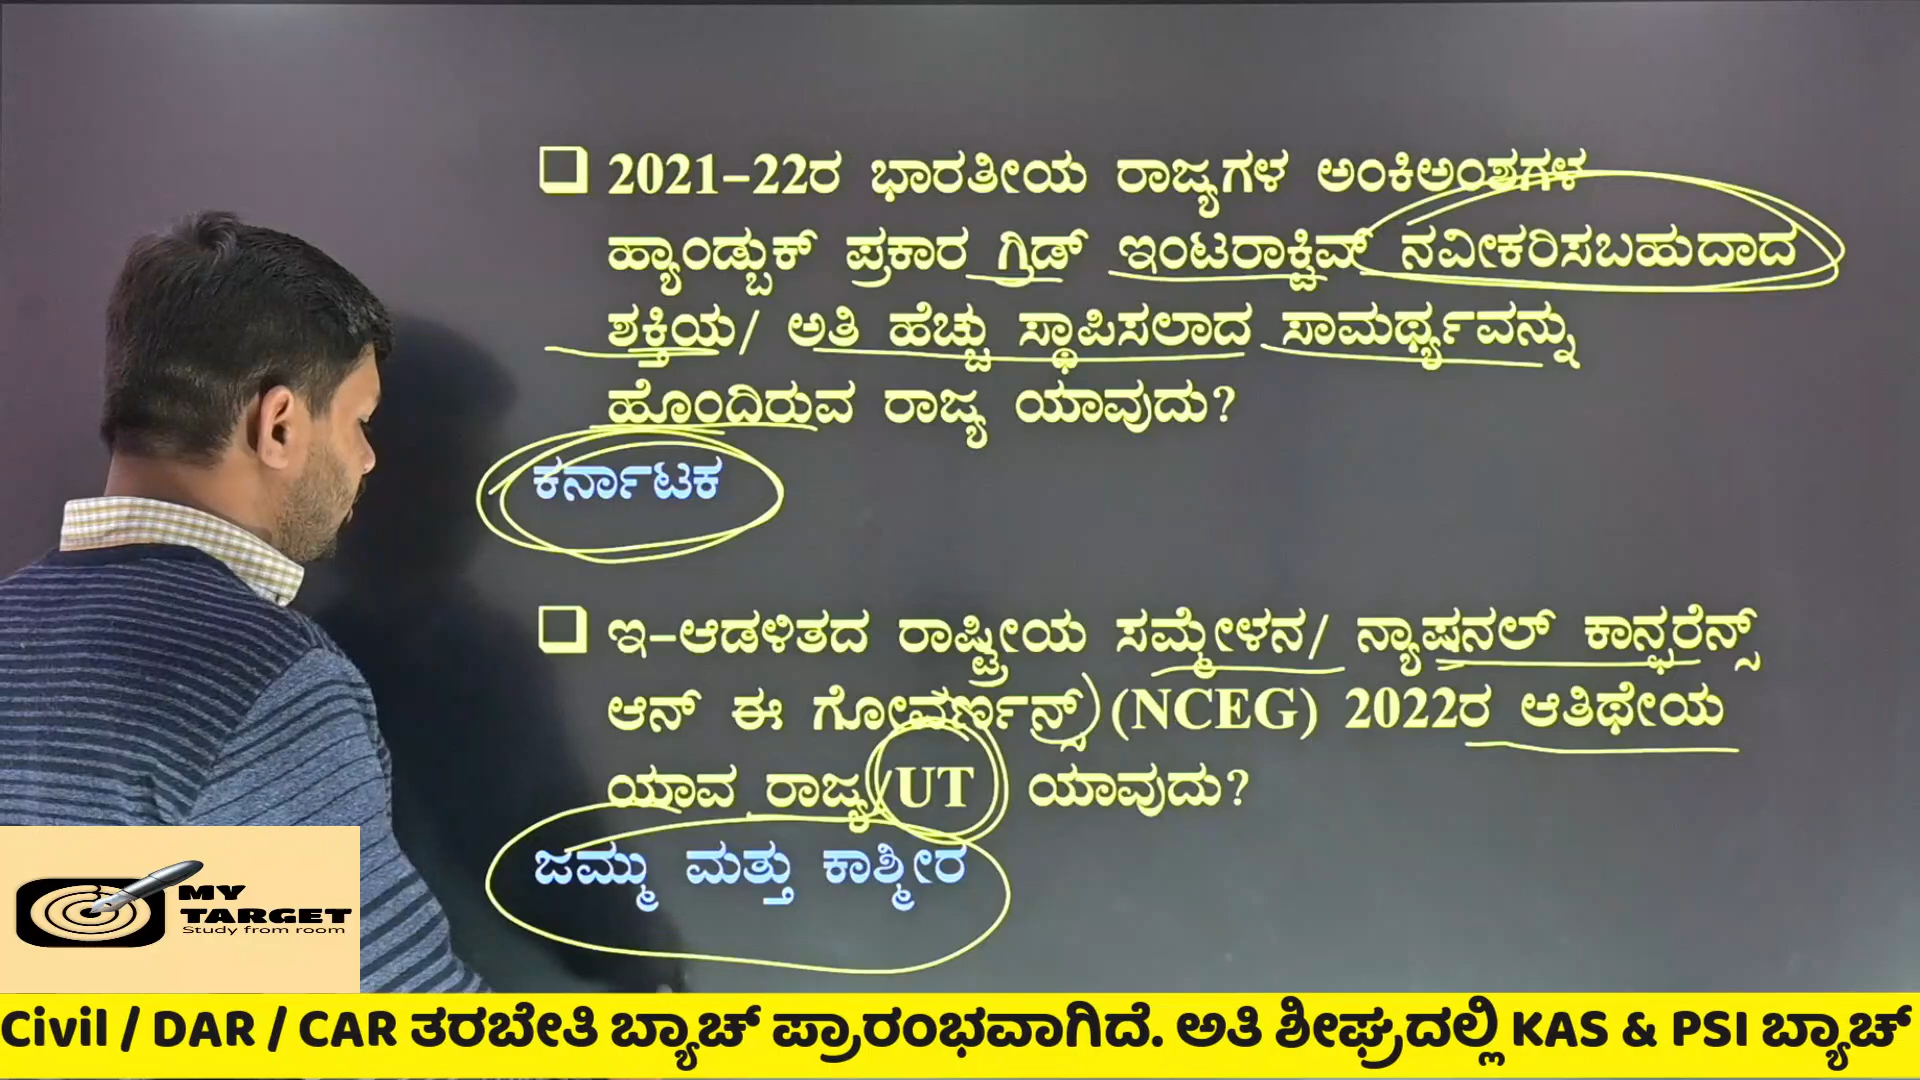 ❑ 2021-22ರ ಭಾರತೀಯ ರಾಜ್ಯಗಳ ಅಂಕಿಅಂಶಗಳ
ಹ್ಯಾಂಡ್ಬುಕ್ ಪ್ರಕಾರ ಗ್ರಿಡ್ ಇಂಟರಾಕ್ಟಿವ್ ನವೀಕರಿಸಬಹುದಾದ
ಶಕ್ತಿಯ/ ಅತಿ ಹೆಚ್ಚು ಸ್ಥಾಪಿಸಲಾದ ಸಾಮರ್ಥ್ಯವನ್ನು
ಹೊಂದಿರುವ ರಾಜ್ಯ ಯಾವುದು?
ಕರ್ನಾಟಕ
❑ ಇ-ಆಡಳಿತದ ರಾಷ್ಟ್ರೀಯ ಸಮ್ಮೇಳನ/ ನ್ಯಾಷನಲ್ ಕಾನ್ಫರೆನ್ಸ್
ಆನ್ ಈ ಗೋವರ್ಣನ್ಸ್) (NCEG) 2022ರ ಆತಿಥೇಯ
ಯಾವ ರಾಜ್ಯ/UT ಯಾವುದು?
ಜಮ್ಮು ಮತ್ತು ಕಾಶ್ಮೀರ
MY
TARGET
Study from room
Civil / DAR / CAR ತರಬೇತಿ ಬ್ಯಾಚ್ ಪ್ರಾರಂಭವಾಗಿದೆ. ಅತಿ ಶೀಘ್ರದಲ್ಲಿ KAS & PSI ಬ್ಯಾಚ್